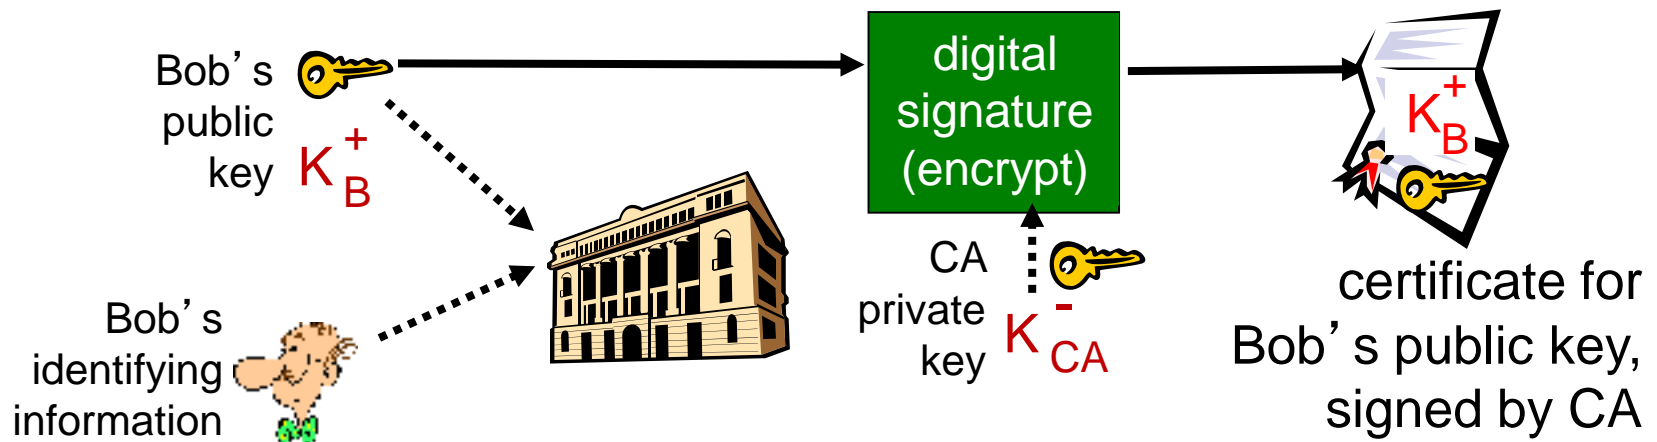 Bob’s
public
key
K
+
B
digital
signature
(encrypt)
K
+
B
Bob’s
identifying
information
CA
private
key
K
-
CA
certificate for
Bob’s public key,
signed by CA